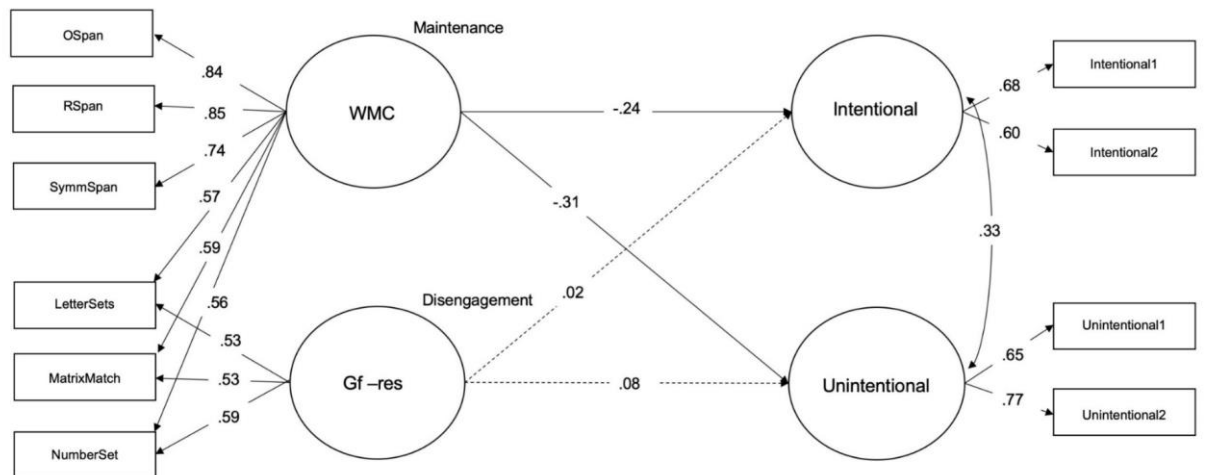 Maintenance
OSpan
RSpan
SymmSpan
LetterSets
MatrixMatch
NumberSet
.84
.85
.74
.57
.59
.56
.53
.53
.59
WMC
Disengagement
Gf –res
-.24
-.31
.02
.08
Intentional
Unintentional
.33
.68
.60
.65
.77
Intentional1
Intentional2
Unintentional1
Unintentional2